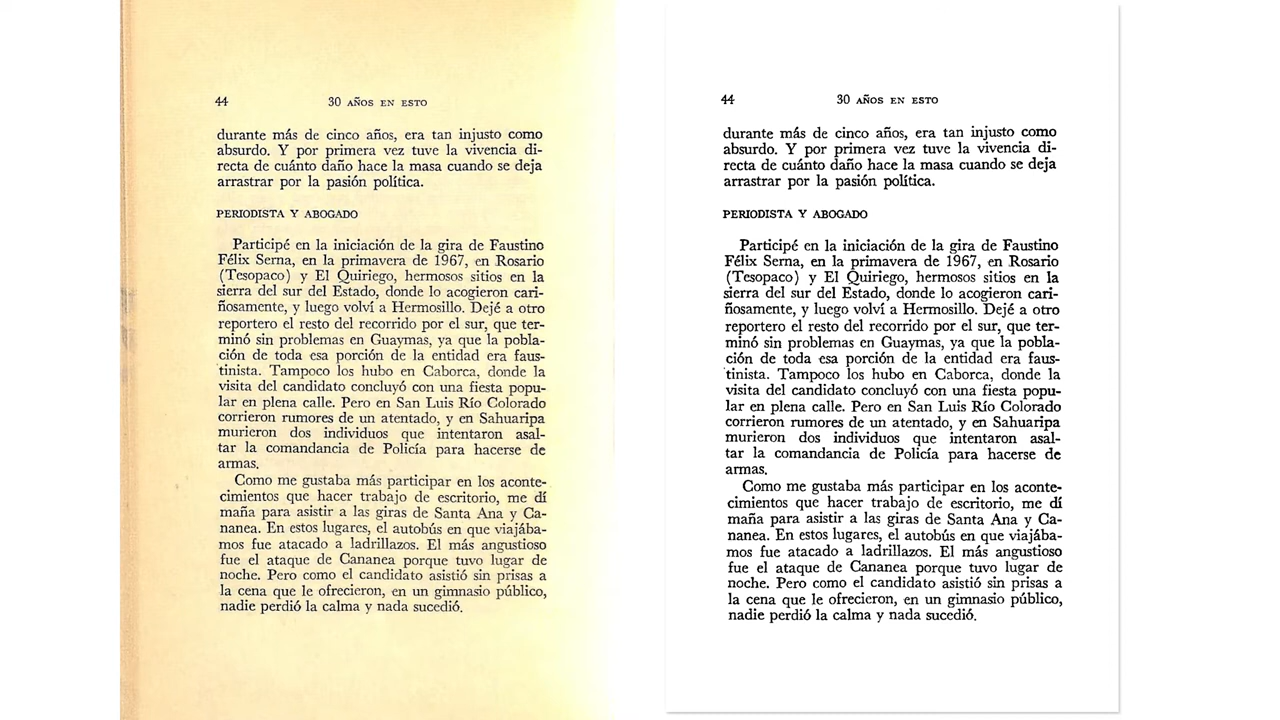 44 30 AÑOS EN ESTO
durante más de cinco años, era tan injusto como
absurdo. Y por primera vez tuve la vivencia di-
recta de cuánto daño hace la masa cuando se deja
arrastrar por la pasión política.
PERIODISTA Y ABOGADO
Participé en la iniciación de la gira de Faustino
Félix Serna, en la primavera de 1967, en Rosario
(Tesopaco) y El Quiriego, hermosos sitios en la
sierra del sur del Estado, donde lo acogieron cari-
ñosamente, y luego volví a Hermosillo. Dejé a otro
reportero el resto del recorrido por el sur, que ter-
minó sin problemas en Guaymas, ya que la pobla-
ción de toda esa porción de la entidad era faus-
tinista. Tampoco los hubo en Caborca, donde la
visita del candidato concluyó con una fiesta popu-
lar en plena calle. Pero en San Luis Río Colorado
corrieron rumores de un atentado, y en Sahuaripa
murieron dos individuos que intentaron asal-
tar la comandancia de Policía para hacerse de
armas.
Como me gustaba más participar en los aconte-
cimientos que hacer trabajo de escritorio, me dí
maña para asistir a las giras de Santa Ana y Ca-
nanea. En estos lugares, el autobús en que viajába-
mos fue atacado a ladrillazos. El más angustioso
fue el ataque de Cananea porque tuvo lugar de
noche. Pero como el candidato asistió sin prisas a
la cena que le ofrecieron, en un gimnasio público,
nadie perdió la calma y nada sucedió.
44 30 AÑOS EN ESTO
durante más de cinco años, era tan injusto como
absurdo. Y por primera vez tuve la vivencia di-
recta de cuánto daño hace la masa cuando se deja
arrastrar por la pasión política.
PERIODISTA Y ABOGADO
Participé en la iniciación de la gira de Faustino
Félix Serna, en la primavera de 1967, en Rosario
(Tesopaco) y El Quiriego, hermosos sitios en la
sierra del sur del Estado, donde lo acogieron cari-
ñosamente, y luego volví a Hermosillo. Dejé a otro
reportero el resto del recorrido por el sur, que ter-
minó sin problemas en Guaymas, ya que la pobla-
ción de toda esa porción de la entidad era faus-
tinista. Tampoco los hubo en Caborca, donde la
visita del candidato concluyó con una fiesta popu-
lar en plena calle. Pero en San Luis Río Colorado
corrieron rumores de un atentado, y en Sahuaripa
murieron dos individuos que intentaron asal-
tar la comandancia de Policía para hacerse de
armas.
Como me gustaba más participar en los aconte-
cimientos que hacer trabajo de escritorio, me dí
maña para asistir a las giras de Santa Ana y Ca-
nanea. En estos lugares, el autobús en que viajába-
mos fue atacado a ladrillazos. El más angustioso
fue el ataque de Cananea porque tuvo lugar de
noche. Pero como el candidato asistió sin prisas a
la cena que le ofrecieron, en un gimnasio público,
nadie perdió la calma y nada sucedió.